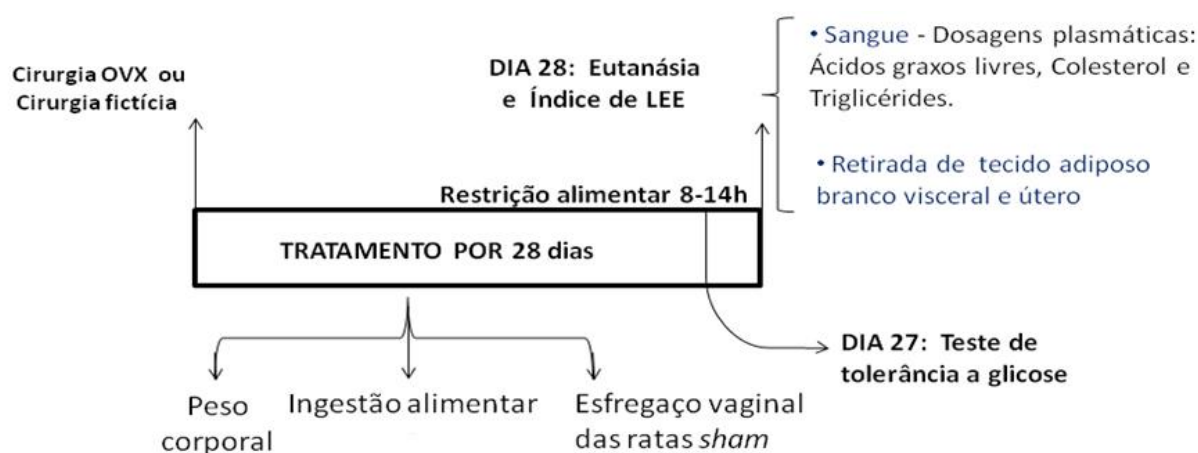 Cirurgia OVX ou
Cirurgia fictícia
DIA 28: Eutanásia
e Índice de LEE
• Sangue - Dosagens plasmáticas:
Ácidos graxos livres, Colesterol e
Triglicérides.
• Retirada de tecido adiposo
branco visceral e útero
Restrição alimentar 8-14h
TRATAMENTO POR 28 dias
DIA 27: Teste de
tolerância a glicose
Peso
corporal
Ingestão alimentar
Esfregaço vaginal
das ratas sham